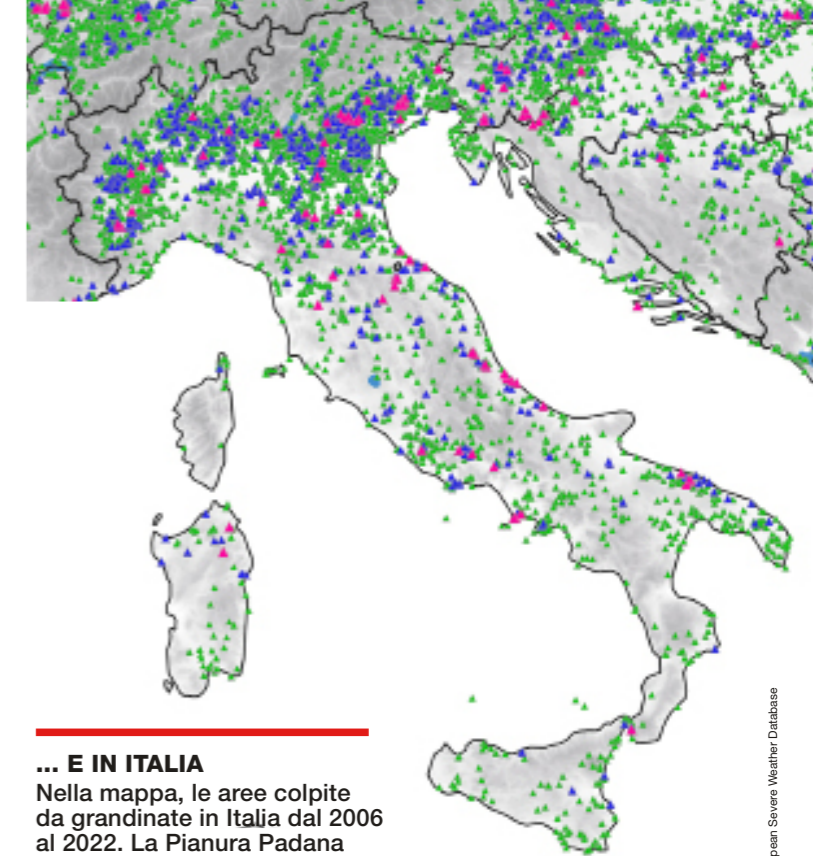 ... E IN ITALIA
Nella mappa, le aree colpite
da grandinate in Italia dal 2006
al 2022. La Pianura Padana
pean Severe Weather Database